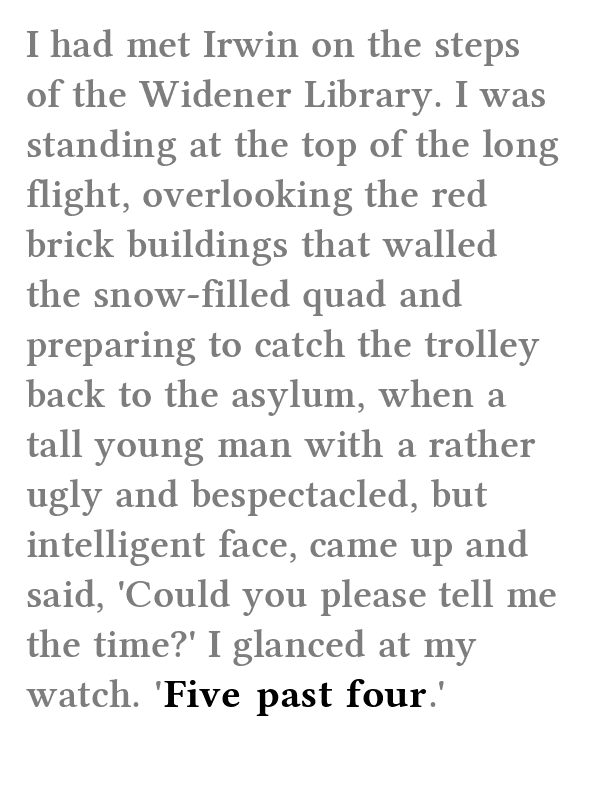 I had met Irwin on the steps
of the Widener Library. I was
standing at the top of the long
flight, overlooking the red
brick buildings that walled
the snow-filled quad and
preparing to catch the trolley
back to the asylum, when a
tall young man with a rather
ugly and bespectacled, but
intelligent face, came up and
said, 'Could you please tell me
the time?' I glanced at my
watch. 'Five past four.'